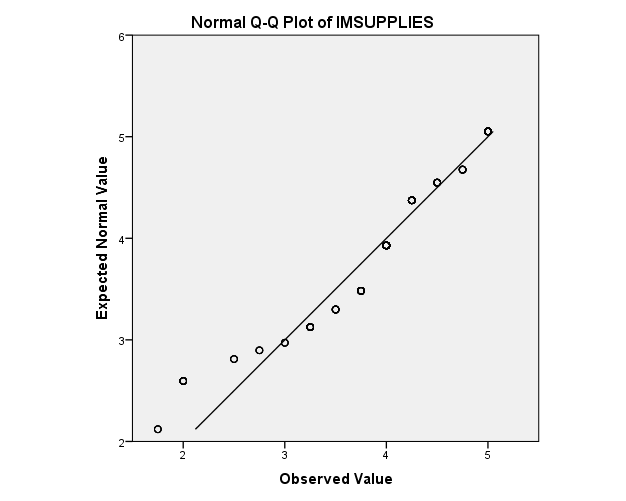 Normal Q-Q Plot of IMSUPPLIES
6
5
4
3
2
Expected Normal Value
2 3 4 5
Observed Value